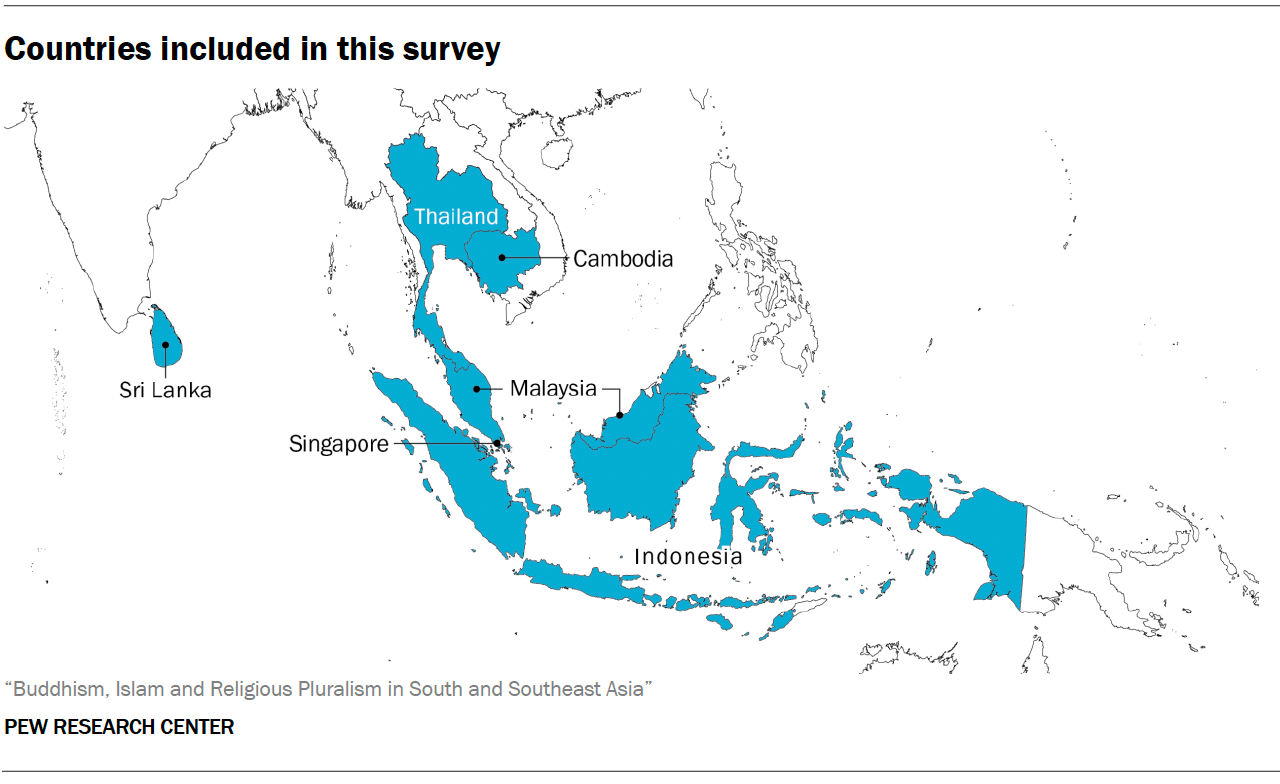 Countries included in this survey
Thailand
Cambodia
Sri Lanka
Malaysia
Singapore
Indonesia
“Buddhism, Islam and Religious Pluralism in South and Southeast Asia”
PEW RESEARCH CENTER